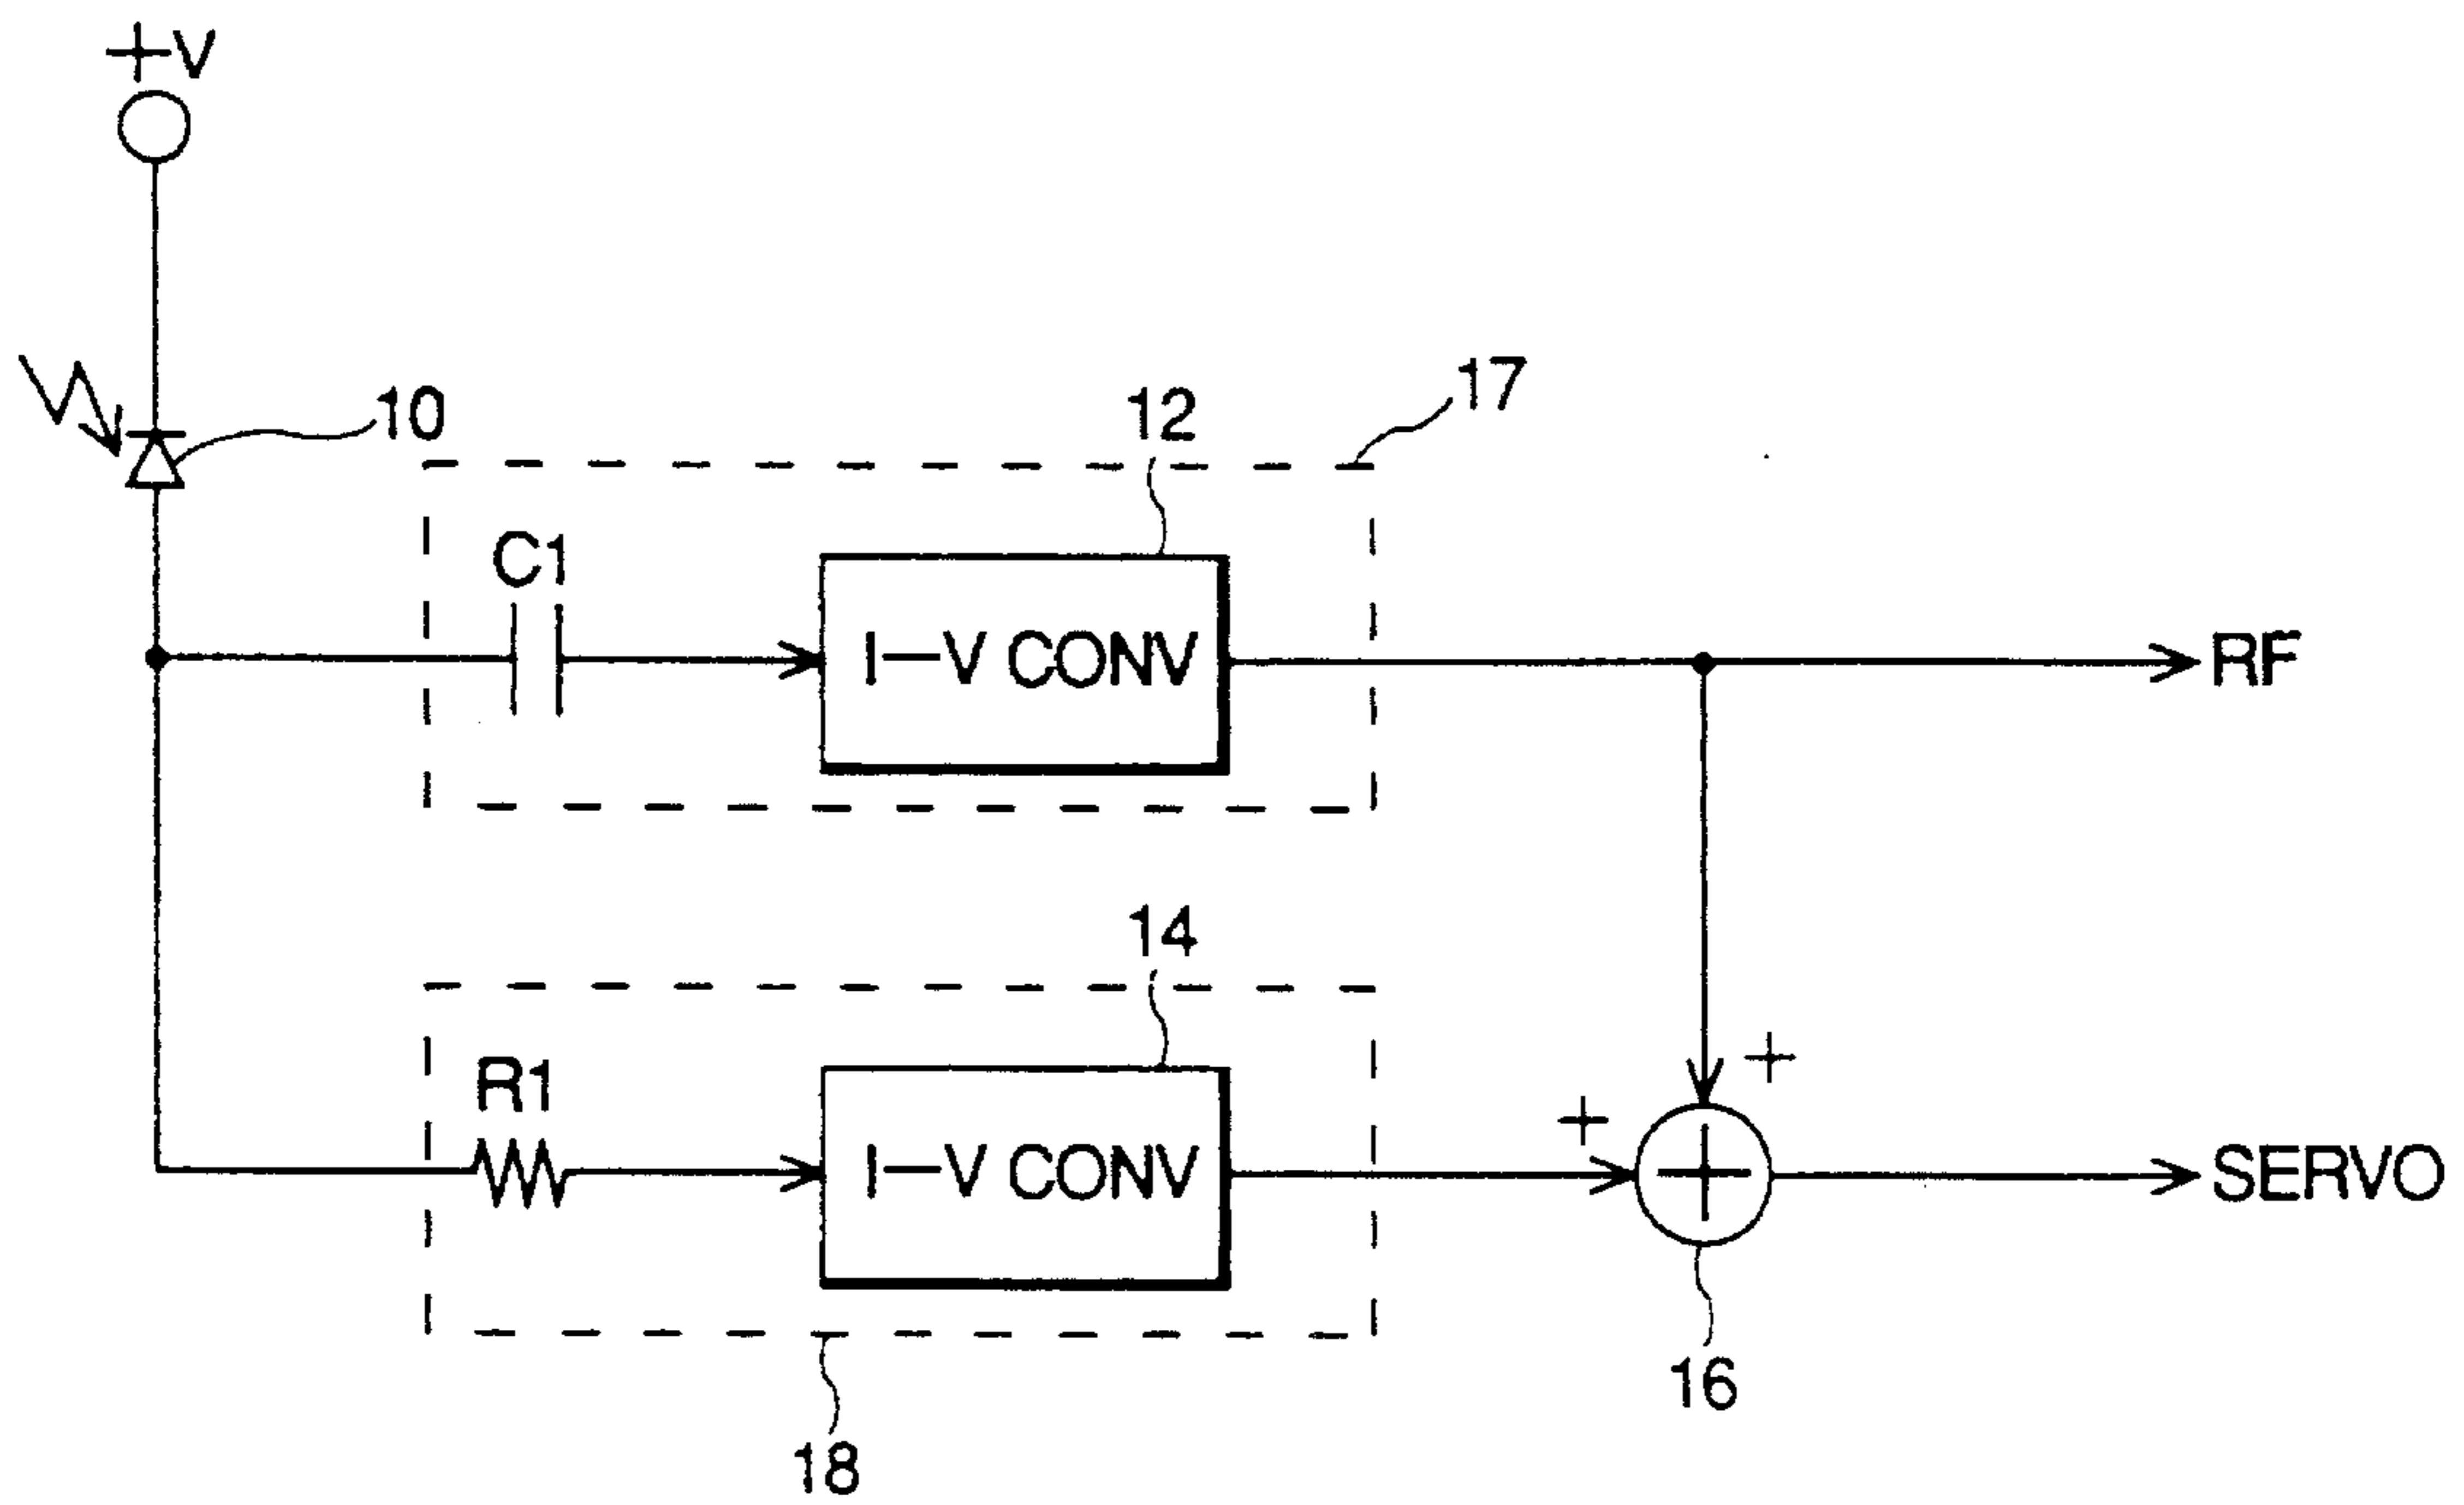 +V
10
12
17
C1
I—V CONV
RF
14
R1
+
+
I—V CONV
SERVO
16
18